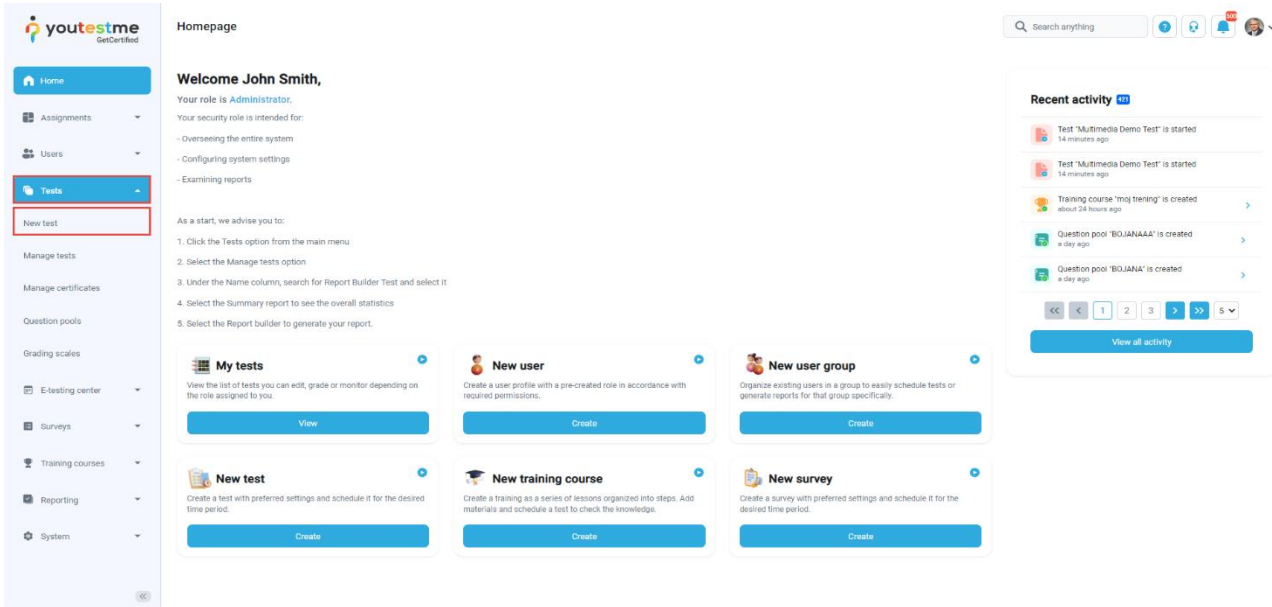 youtestme
GetCertified
Homepage
Search anything
500
Home
Assignments
Users
Tests
New test
Manage tests
Manage certificates
Question pools
Grading scales
E-testing center
Surveys
Training courses
Reporting
System
Welcome John Smith,
Your role is Administrator.
Your security role is intended for:
- Overseeing the entire system
- Configuring system settings
- Examining reports
As a start, we advise you to:
1. Click the Tests option from the main menu
2. Select the Manage tests option
3. Under the Name column, search for Report Builder Test and select it
4. Select the Summary report to see the overall statistics
5. Select the Report builder to generate your report.
My tests
View the list of tests you can edit, grade or monitor depending on
the role assigned to you.
View
New user
Create a user profile with a pre-created role in accordance with
required permissions.
Create
New user group
Organize existing users in a group to easily schedule tests or
generate reports for that group specifically.
Create
New test
Create a test with preferred settings and schedule it for the desired
time period.
Create
New training course
Create a training as a series of lessons organized into steps. Add
materials and schedule a test to check the knowledge.
Create
New survey
Create a survey with preferred settings and schedule it for the
desired time period.
Create
Recent activity 421
Test "Multimedia Demo Test" is started
14 minutes ago
Test "Multimedia Demo Test" is started
14 minutes ago
Training course "moj trening" is created
about 24 hours ago
Question pool "BOJANAAA" is created
a day ago
Question pool "BOJANA" is created
a day ago
1 2 3 5
View all activity